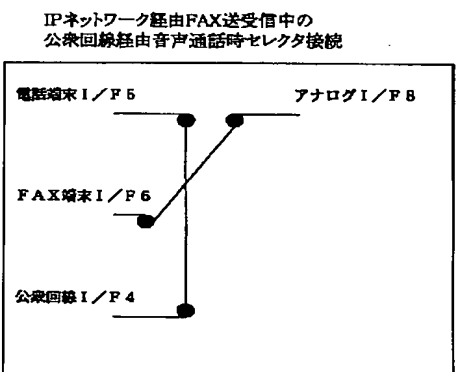 IPネットワーク経由FAX送受信中の
公衆回線経由音声通話時セレクタ接続
電話端末I／F5
アナログI／F8
FAX端末I／F6
公衆回線I／F4